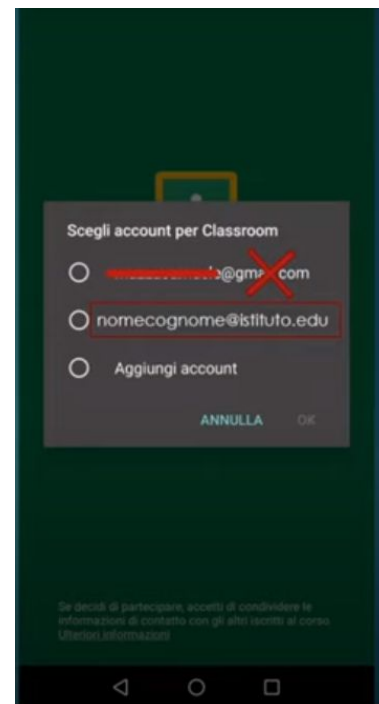 Scegli account per Classroom
@gmail.com
nomecognome@istituto.edu
Aggiungi account
ANNULLA OK
Se decidi di partecipare, accetti di condividere le
informazioni di contatto con gli altri iscritti al corso.
Ulteriori informazioni